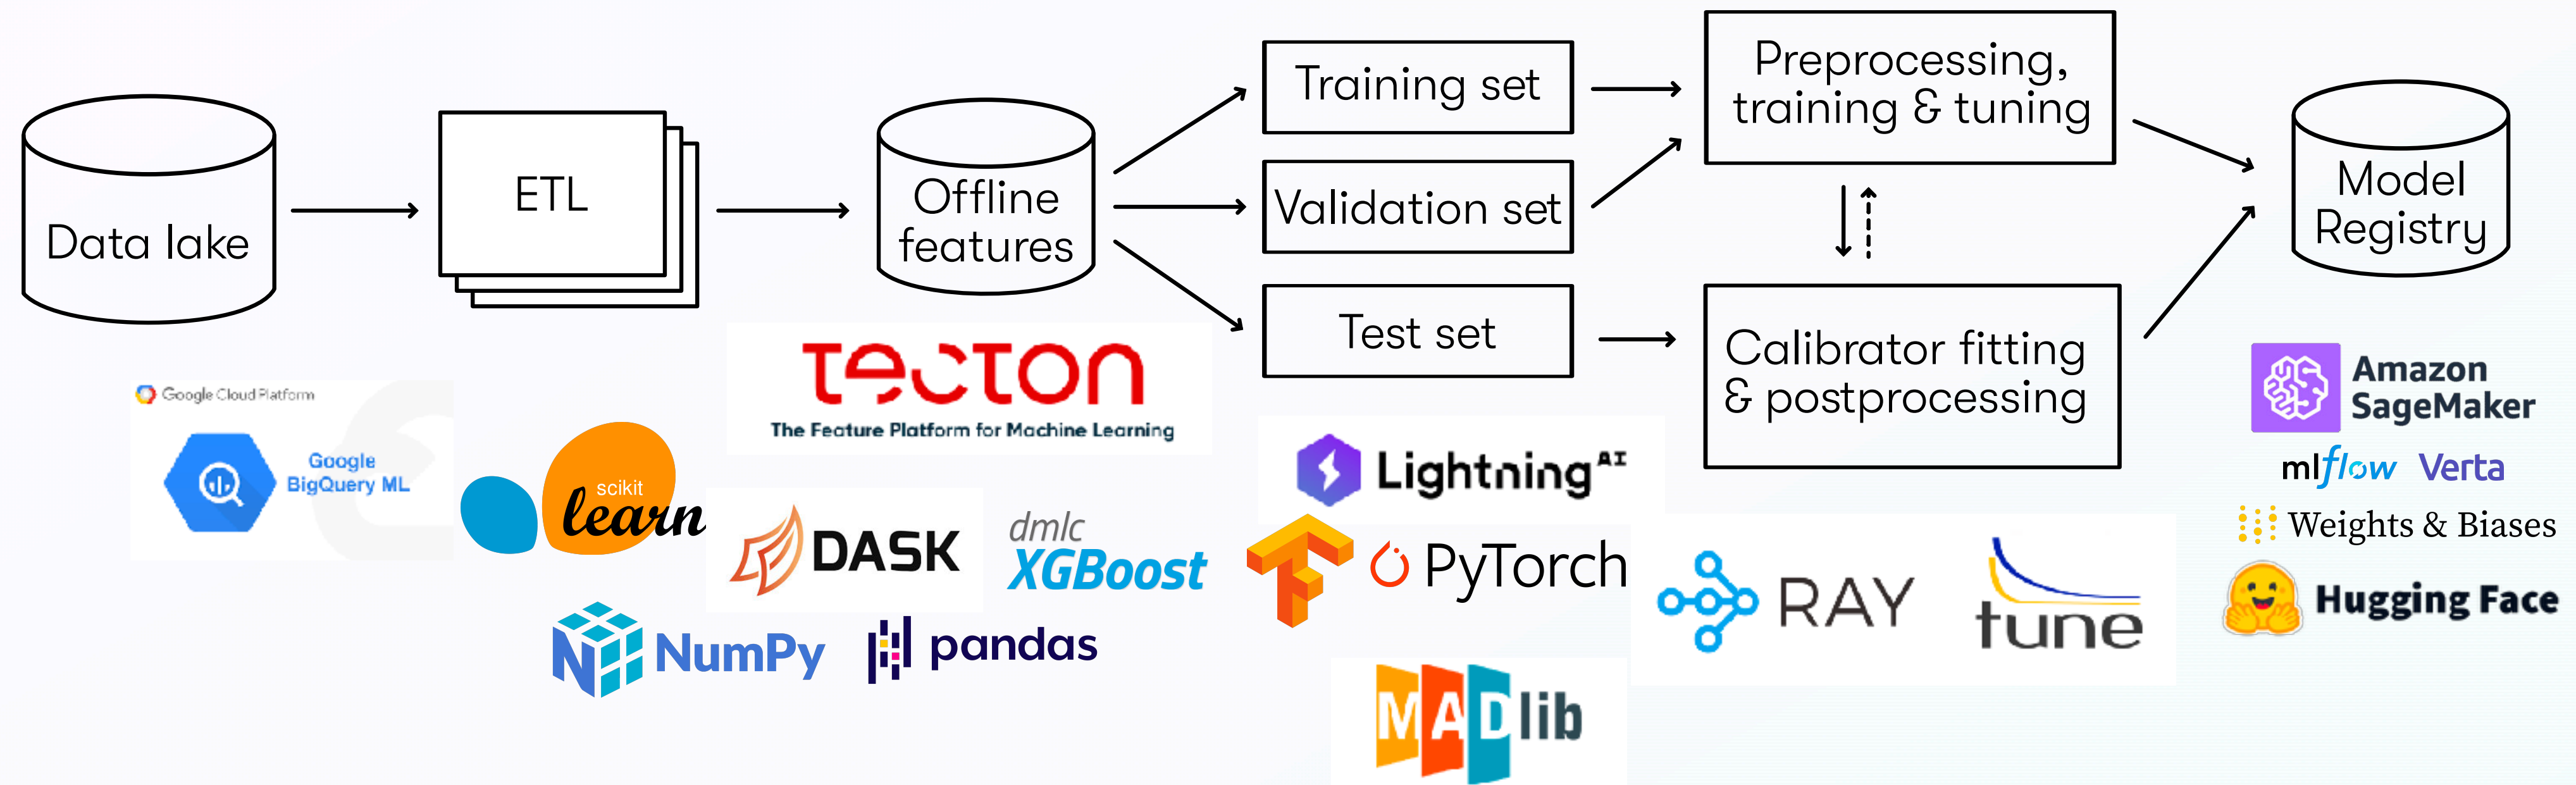 Data lake
ETL
Offline
features
Training set
Validation set
Test set
Preprocessing,
training & tuning
Calibrator fitting
& postprocessing
Model
Registry
Google Cloud Platform
Google
BigQuery ML
scikit
learn
NumPy
TECTON
The Feature Platform for Machine Learning
DASK
pandas
dmlc
XGBoost
Lightning AI
PyTorch
MADlib
RAY
tune
Amazon
SageMaker
mlflow Verta
Weights & Biases
Hugging Face